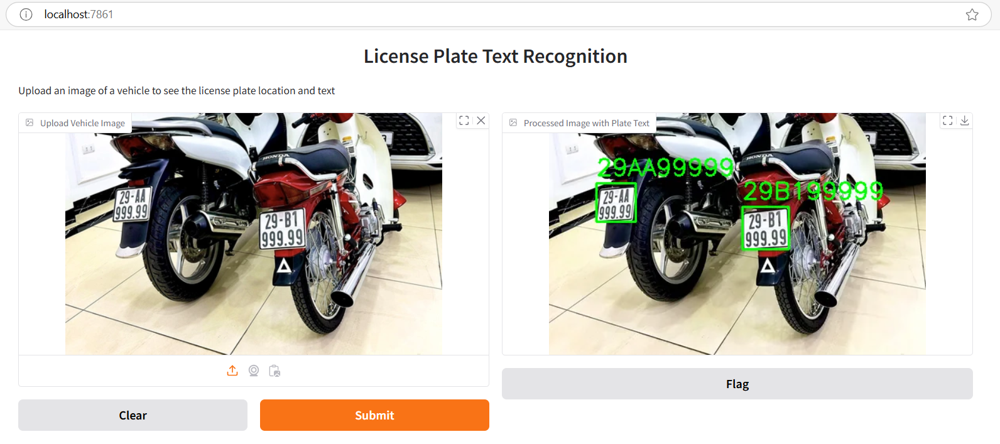 localhost:7861
License Plate Text Recognition
Upload an image of a vehicle to see the license plate location and text
Upload Vehicle Image
HONDA
29-AA
999.99
29-B1
999.99
Clear
Submit
Processed Image with Plate Text
HONDA
29AA99999
29-AA
999.99
29B199999
29-B1
999.99
Flag